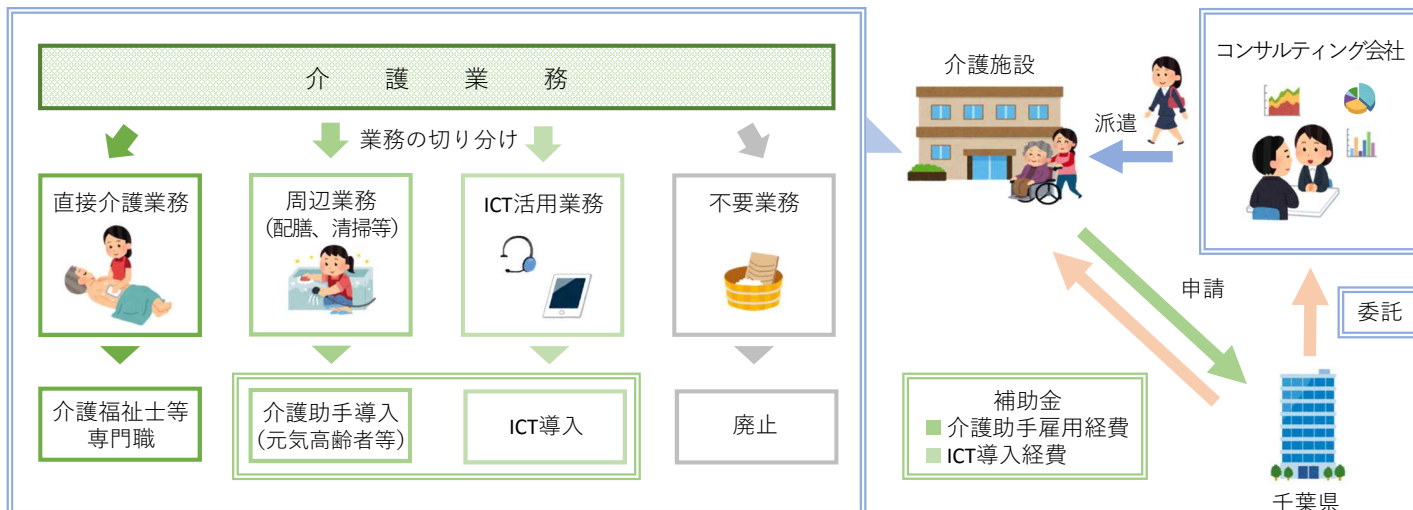 介護業務
業務の切り分け
直接介護業務
周辺業務
(配膳、清掃等)
ICT活用業務
不要業務
介護福祉士等
専門職
介護助手導入
(元気高齢者等)
ICT導入
廃止
介護施設
派遣
コンサルティング会社
申請
委託
補助金
介護助手雇用経費
ICT導入経費
千葉県